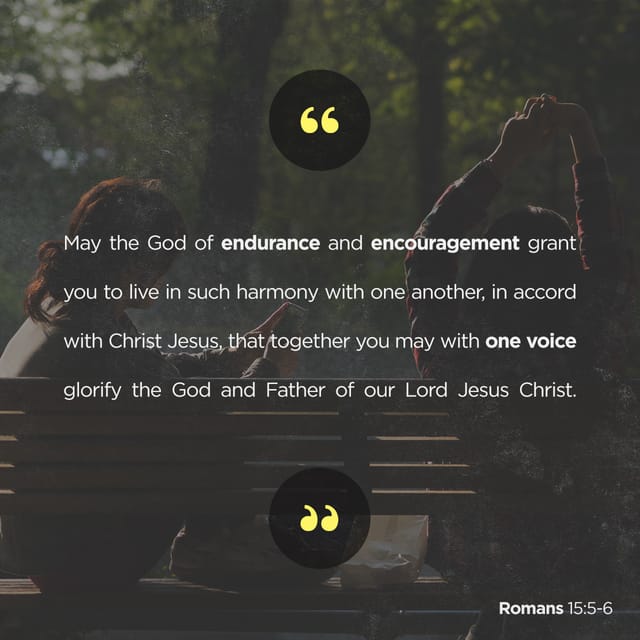 “
May the God of endurance and encouragement grant
you to live in such harmony with one another, in accord
with Christ Jesus, that together you may with one voice
glorify the God and Father of our Lord Jesus Christ.
”
Romans 15:5-6